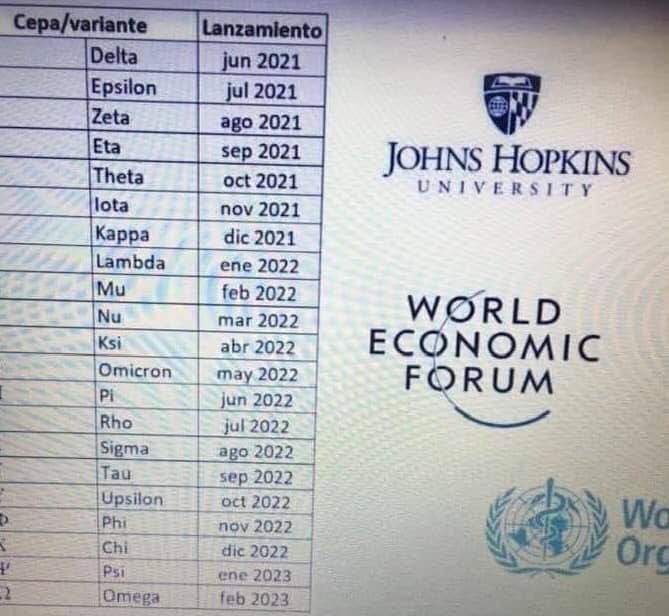 Cepa/variante Lanzamiento
Delta jun 2021
Epsilon jul 2021
Zeta ago 2021
Eta sep 2021
Theta oct 2021
Iota nov 2021
Kappa dic 2021
Lambda ene 2022
Mu feb 2022
Nu mar 2022
Ksi abr 2022
Omicron may 2022
Pi jun 2022
Rho jul 2022
Sigma ago 2022
Tau sep 2022
Upsilon oct 2022
Phi nov 2022
Chi dic 2022
Ψ Psi ene 2023
Omega feb 2023
JOHNS HOPKINS
UNIVERSITY
WORLD
ECONOMIC
FORUM
Wo
Org